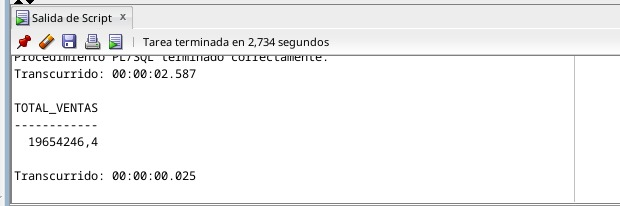 Salida de Script x
Tarea terminada en 2,734 segundos
Procedimiento PL/SQL terminado correctamente.
Transcurrido: 00:00:02.587
TOTAL_VENTAS
------------
19654246,4
Transcurrido: 00:00:00.025